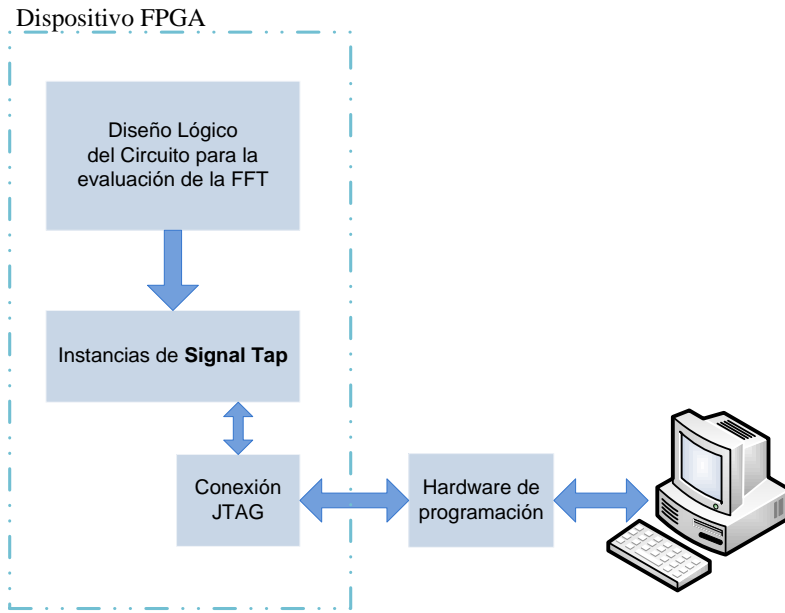 Dispositivo FPGA
Diseño Lógico
del Circuito para la
evaluación de la FFT
Instancias de Signal Tap
Conexión
JTAG
Hardware de
programación